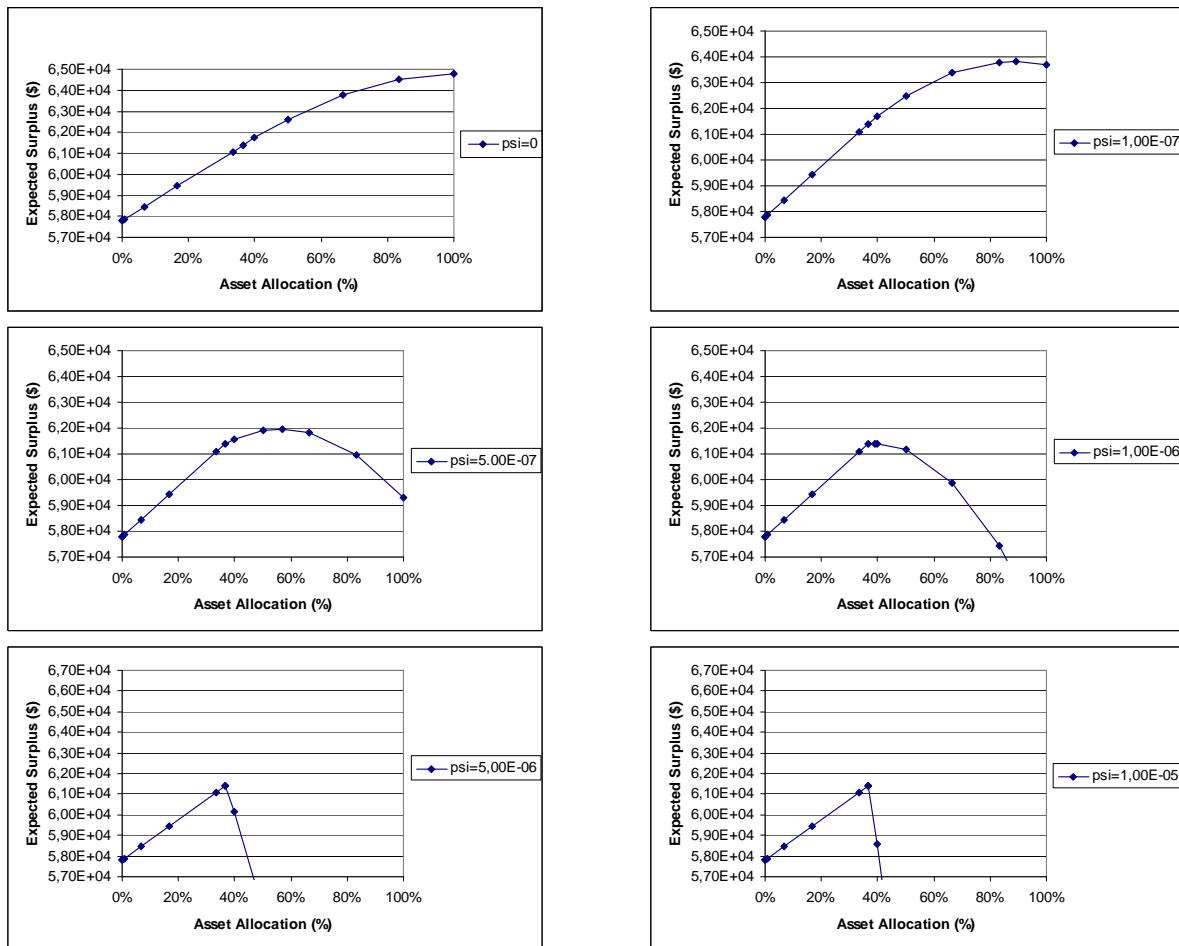 6,50E+04
6,40E+04
6,30E+04
6,20E+04
6,10E+04
6,00E+04
5,90E+04
5,80E+04
5,70E+04
Expected Surplus ($)
0% 20% 40% 60% 80% 100%
Asset Allocation (%)
psi=0
6,50E+04
6,40E+04
6,30E+04
6,20E+04
6,10E+04
6,00E+04
5,90E+04
5,80E+04
5,70E+04
Expected Surplus ($)
0% 20% 40% 60% 80% 100%
Asset Allocation (%)
psi=1,00E-07
6,50E+04
6,40E+04
6,30E+04
6,20E+04
6,10E+04
6,00E+04
5,90E+04
5,80E+04
5,70E+04
Expected Surplus ($)
0% 20% 40% 60% 80% 100%
Asset Allocation (%)
psi=5.00E-07
6,50E+04
6,40E+04
6,30E+04
6,20E+04
6,10E+04
6,00E+04
5,90E+04
5,80E+04
5,70E+04
Expected Surplus ($)
0% 20% 40% 60% 80% 100%
Asset Allocation (%)
psi=1,00E-06
6,70E+04
6,60E+04
6,50E+04
6,40E+04
6,30E+04
6,20E+04
6,10E+04
6,00E+04
5,90E+04
5,80E+04
5,70E+04
Expected Surplus ($)
0% 20% 40% 60% 80% 100%
Asset Allocation (%)
psi=5,00E-06
6,70E+04
6,60E+04
6,50E+04
6,40E+04
6,30E+04
6,20E+04
6,10E+04
6,00E+04
5,90E+04
5,80E+04
5,70E+04
Expected Surplus ($)
0% 20% 40% 60% 80% 100%
Asset Allocation (%)
psi=1,00E-05